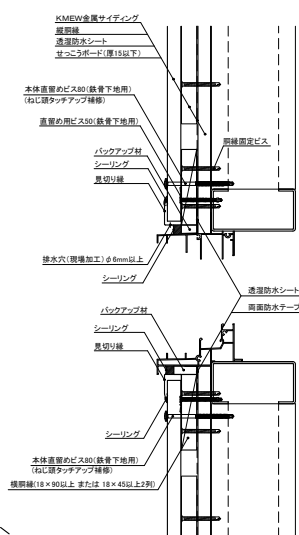 KMEW金属サイディング
縦胴縁
透湿防水シート
せっこうボード(厚15以下)
本体直留めビス80(鉄骨下地用)
(ねじ頭タッチアップ補修)
直留め用ビス50(鉄骨下地用)
胴縁固定ビス
バックアップ材
シーリング
見切り縁
排水穴(現場加工)φ6mm以上
シーリング
透湿防水シート
両面防水テープ
バックアップ材
シーリング
見切り縁
シーリング
本体直留めビス80(鉄骨下地用)
(ねじ頭タッチアップ補修)
横胴縁(18×90以上 または 18×45以上2列)